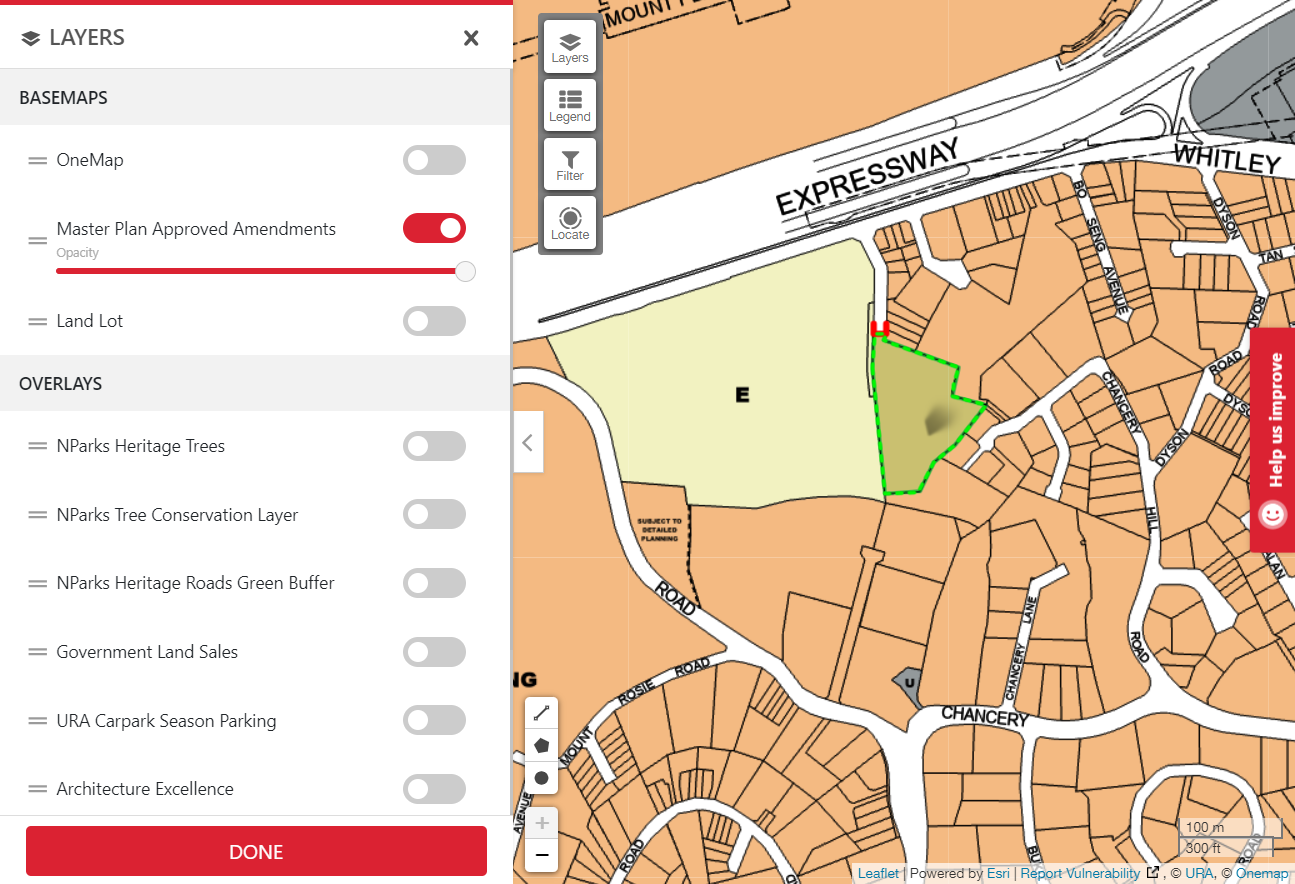 LAYERS
BASEMAPS
OneMap
Master Plan Approved Amendments
Opacity
Land Lot
OVERLAYS
NParks Heritage Trees
NParks Tree Conservation Layer
NParks Heritage Roads Green Buffer
Government Land Sales
URA Carpark Season Parking
Architecture Excellence
DONE
Layers
Legend
Filter
Locate
MOUNT
EXPRESSWAY
WHITLEY
BO
SENG
AVENUE
DYSON
TAN
ROAD
E
ROAD
DYSON
CHANCERY
HILL
ROAD
Help us improve
SUBJECT TO
DETAILED
PLANNING
ROAD
CHANCERY
LANE
U
CHANCERY
MOUNT
ROSIE
ROAD
AVENUE
ROAD
ROAD
+
−
100 m
300 ft
Leaflet | Powered by Esri | Report Vulnerability , © URA, © Onemap